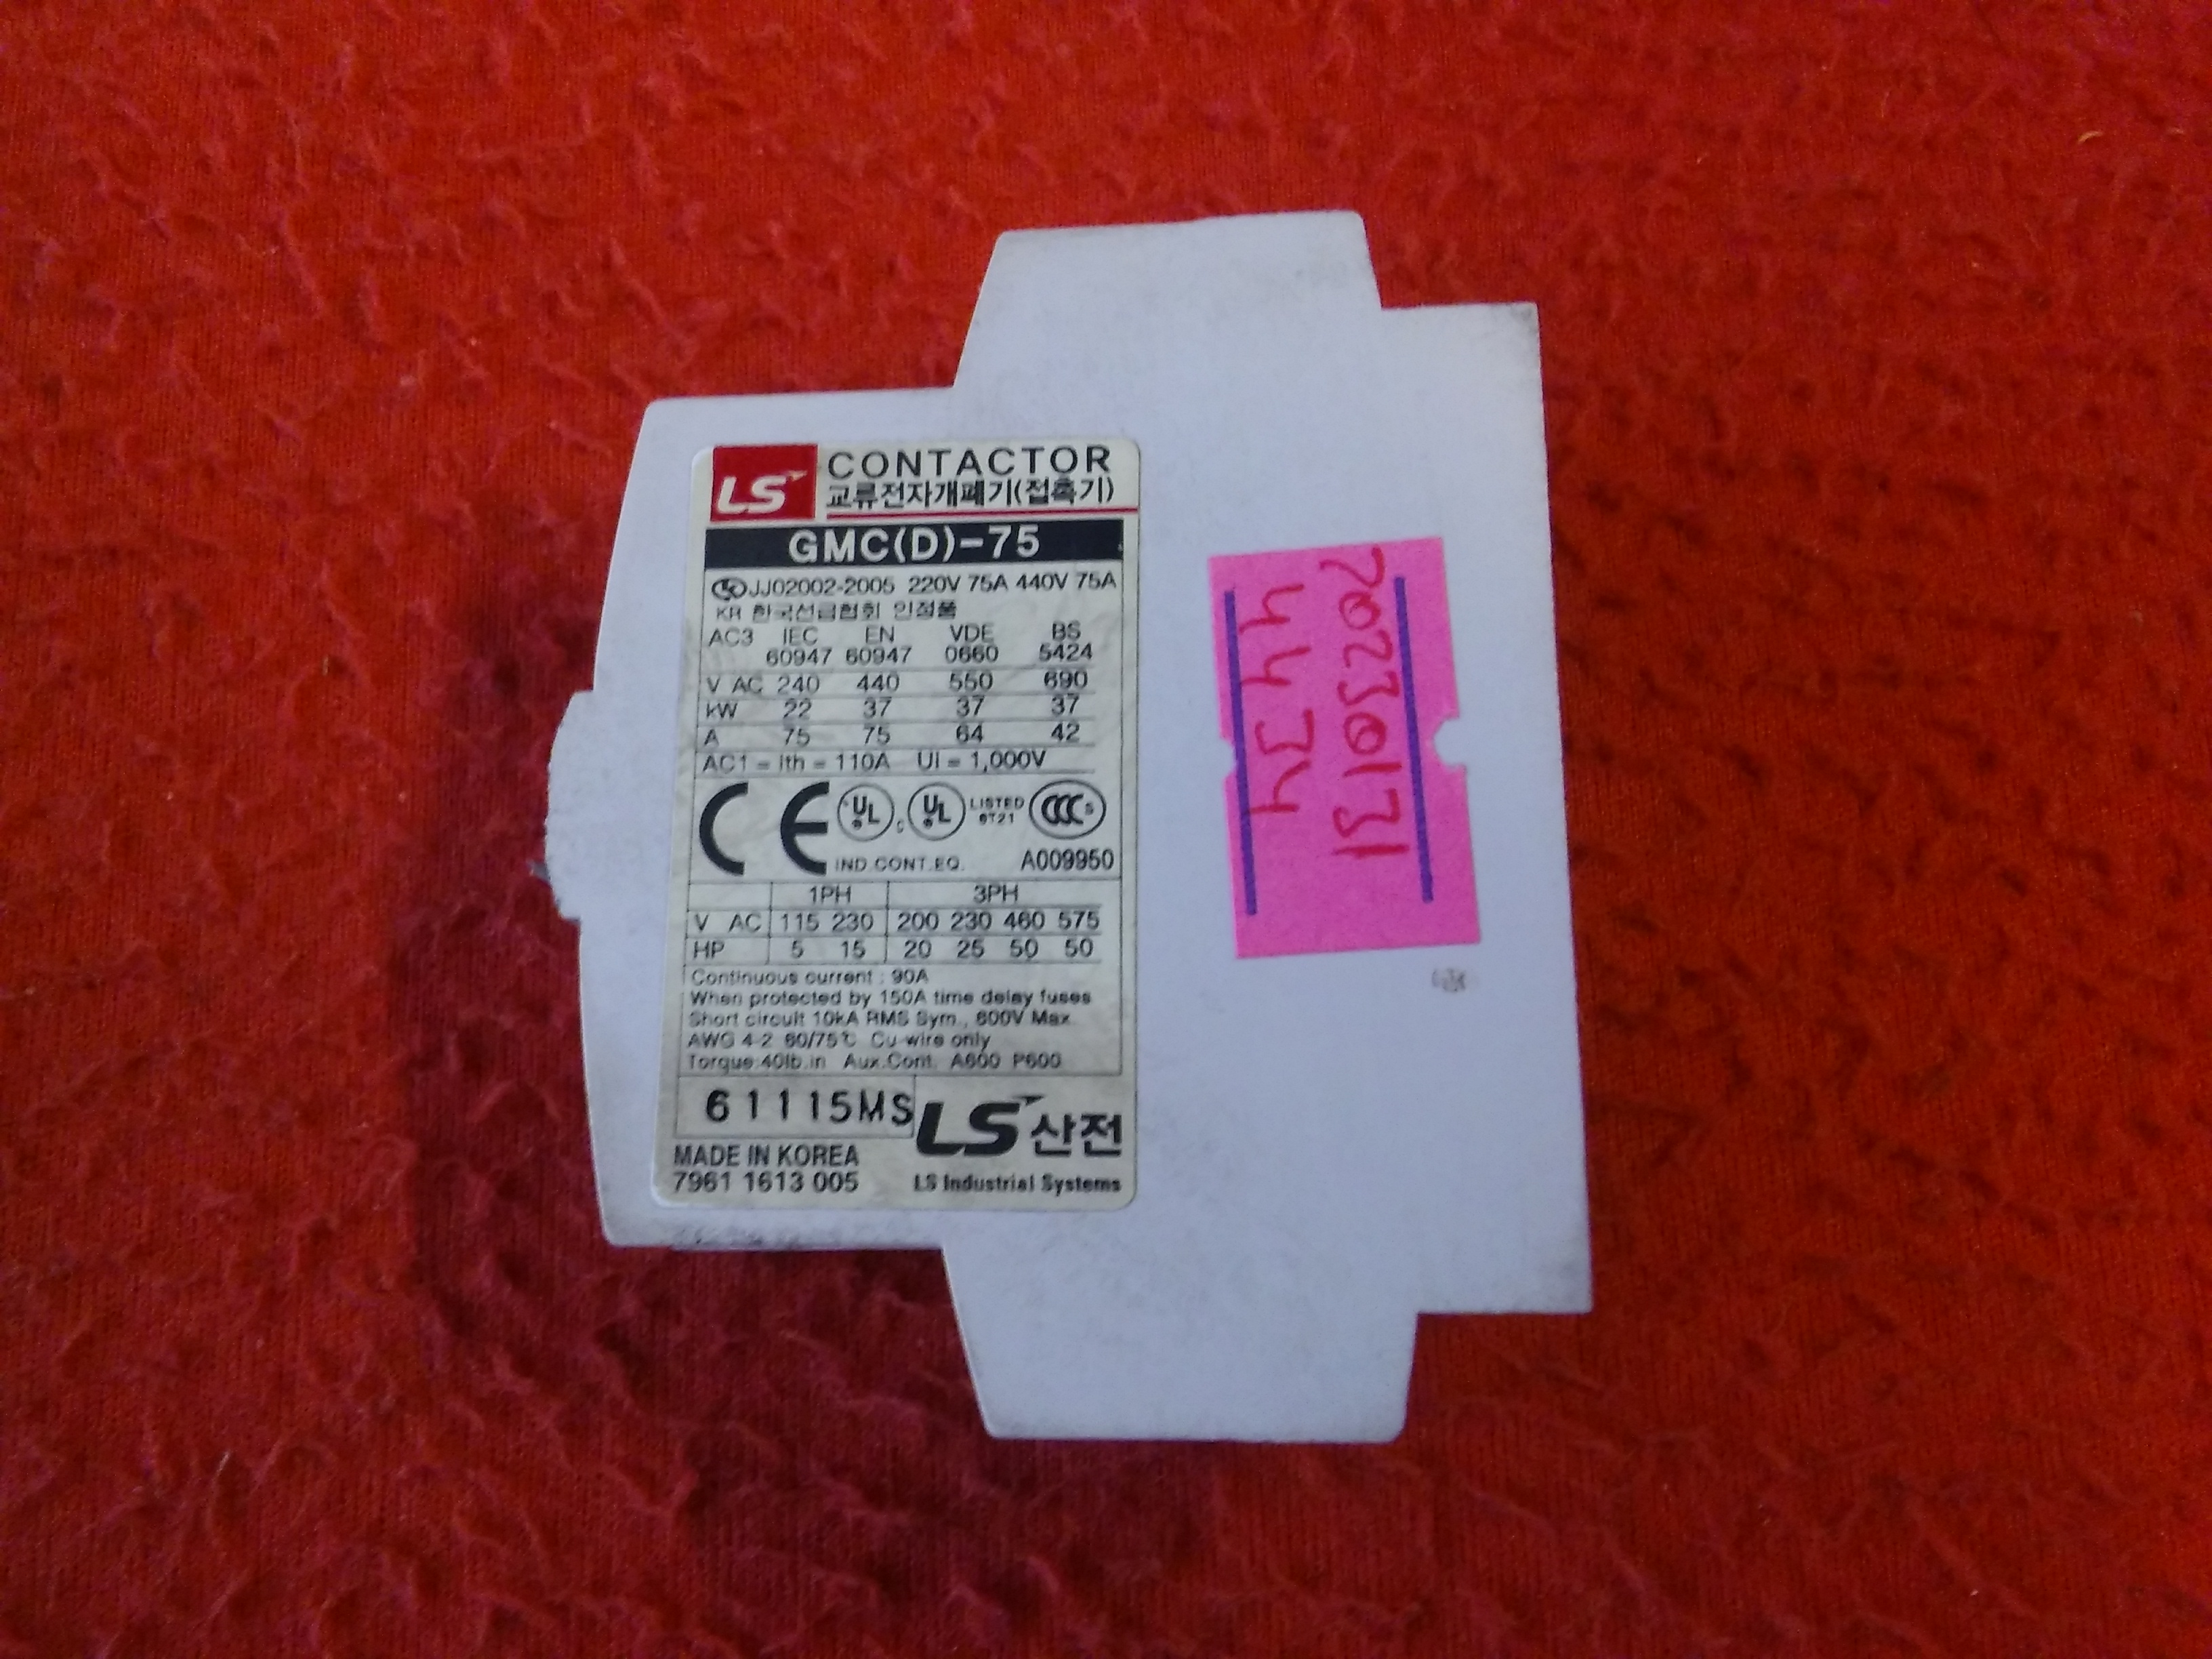 LS
CONTACTOR
교류전자개폐기(접촉기)
GMC(D)-75
JJ02002-2005 220V 75A 440V 75A
KR 한국선급협회 인정품
AC3 IEC EN VDE BS
60947 60947 0660 5424
V AC 240 440 550 690
kW 22 37 37 37
A 75 75 64 42
AC1 = Ith = 110A Ui = 1,000V
CE UL c UL LISTED CCC S
6T21
IND.CONT.EQ. A009950
1PH 3PH
V AC 115 230 200 230 460 575
HP 5 15 20 25 50 50
Continuous current : 90A
When protected by 150A time delay fuses
Short circuit 10kA RMS Sym., 600V Max
AWG 4-2 60/75℃ Cu wire only
Torque:40lb.in Aux.Cont. A600 P600
61115MS
LS 산전
MADE IN KOREA
7961 1613 005
LS Industrial Systems